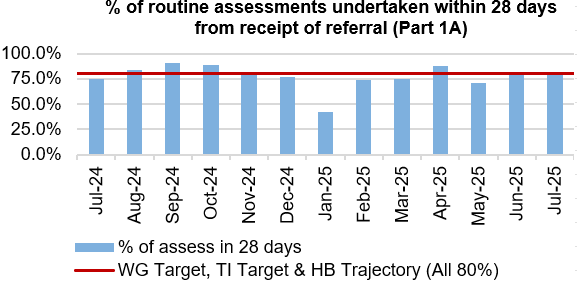 % of routine assessments undertaken within 28 days
from receipt of referral (Part 1A)
100.0%
75.0%
50.0%
25.0%
0.0%
Jul-24
Aug-24
Sep-24
Oct-24
Nov-24
Dec-24
Jan-25
Feb-25
Mar-25
Apr-25
May-25
Jun-25
Jul-25
% of assess in 28 days
WG Target, TI Target & HB Trajectory (All 80%)